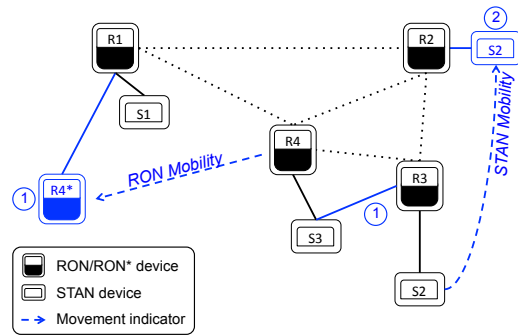 2
R1
R2
S2
S1
R4
RON Mobility
STAN Mobility
R3
1
R4*
1
S3
S2
RON/RON* device
STAN device
Movement indicator